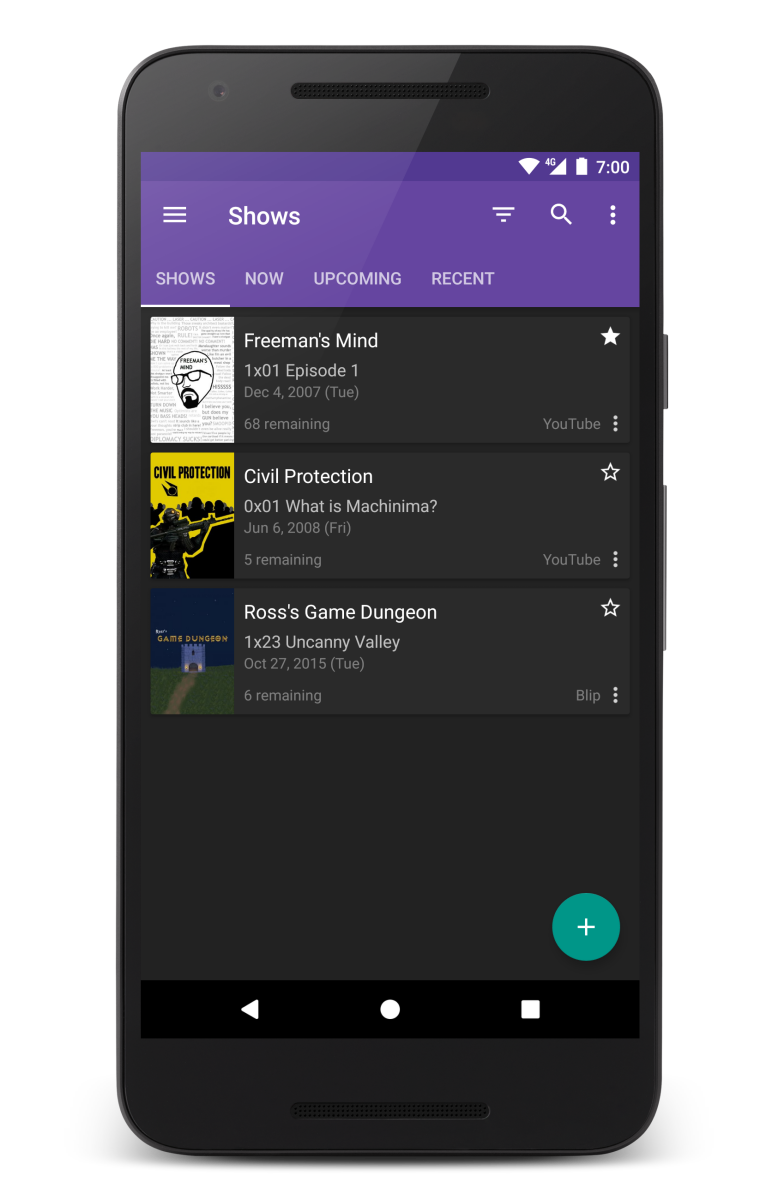 4G 7:00
Shows
SHOWS NOW UPCOMING RECENT
FREEMAN'S
MIND
Freeman's Mind
1x01 Episode 1
Dec 4, 2007 (Tue)
68 remaining YouTube
CIVIL PROTECTION
Civil Protection
0x01 What is Machinima?
Jun 6, 2008 (Fri)
5 remaining YouTube
Ross's
GAME DUNGEON
Ross's Game Dungeon
1x23 Uncanny Valley
Oct 27, 2015 (Tue)
6 remaining Blip